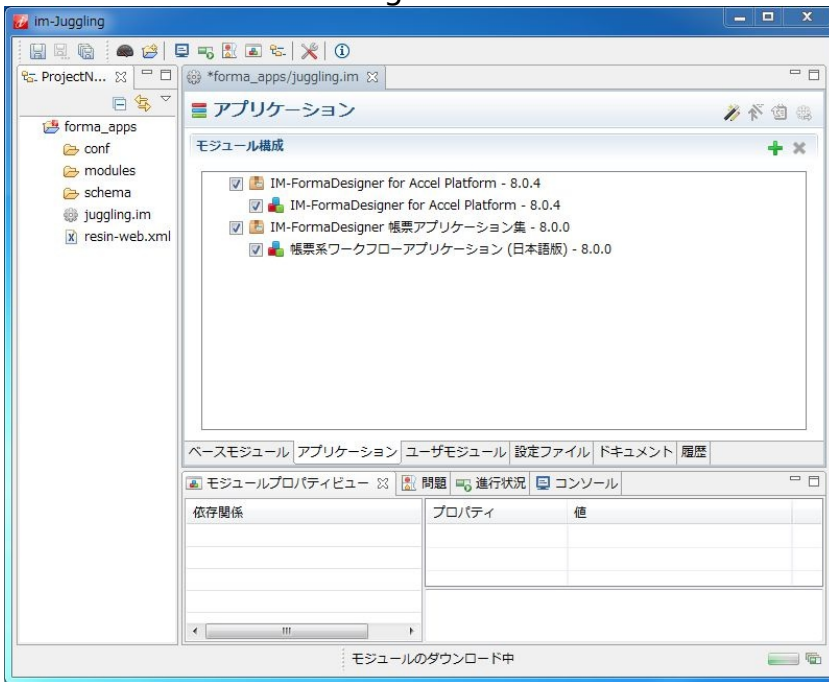 im-Juggling
ProjectN...
*forma_apps/juggling.im
アプリケーション
forma_apps
conf
modules
schema
juggling.im
resin-web.xml
モジュール構成
IM-FormaDesigner for Accel Platform - 8.0.4
IM-FormaDesigner for Accel Platform - 8.0.4
IM-FormaDesigner 帳票アプリケーション集 - 8.0.0
帳票系ワークフローアプリケーション (日本語版) - 8.0.0
ベースモジュール アプリケーション ユーザモジュール 設定ファイル ドキュメント 履歴
モジュールプロパティビュー 問題 進行状況 コンソール
依存関係 プロパティ 値
モジュールのダウンロード中